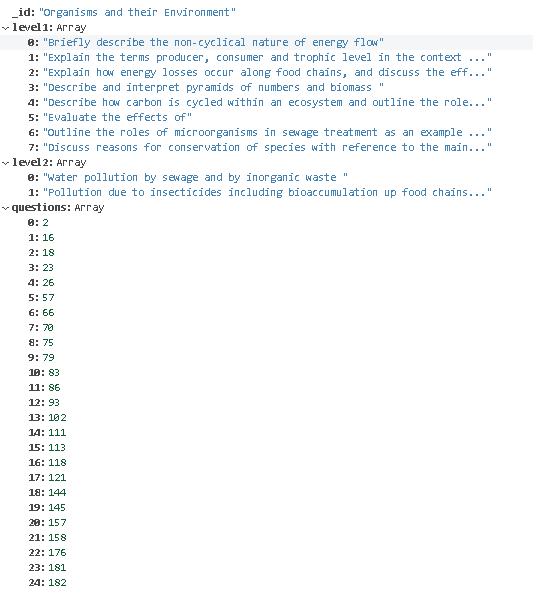 _id: "Organisms and their Environment"
level1: Array
0: "Briefly describe the non-cyclical nature of energy flow"
1: "Explain the terms producer, consumer and trophic level in the context ..."
2: "Explain how energy losses occur along food chains, and discuss the eff..."
3: "Describe and interpret pyramids of numbers and biomass "
4: "Describe how carbon is cycled within an ecosystem and outline the role..."
5: "Evaluate the effects of"
6: "Outline the roles of microorganisms in sewage treatment as an example ..."
7: "Discuss reasons for conservation of species with reference to the main..."
level2: Array
0: "Water pollution by sewage and by inorganic waste "
1: "Pollution due to insecticides including bioaccumulation up food chains..."
questions: Array
0: 2
1: 16
2: 18
3: 23
4: 26
5: 57
6: 66
7: 70
8: 75
9: 79
10: 83
11: 86
12: 93
13: 102
14: 111
15: 113
16: 118
17: 121
18: 144
19: 145
20: 157
21: 158
22: 176
23: 181
24: 182